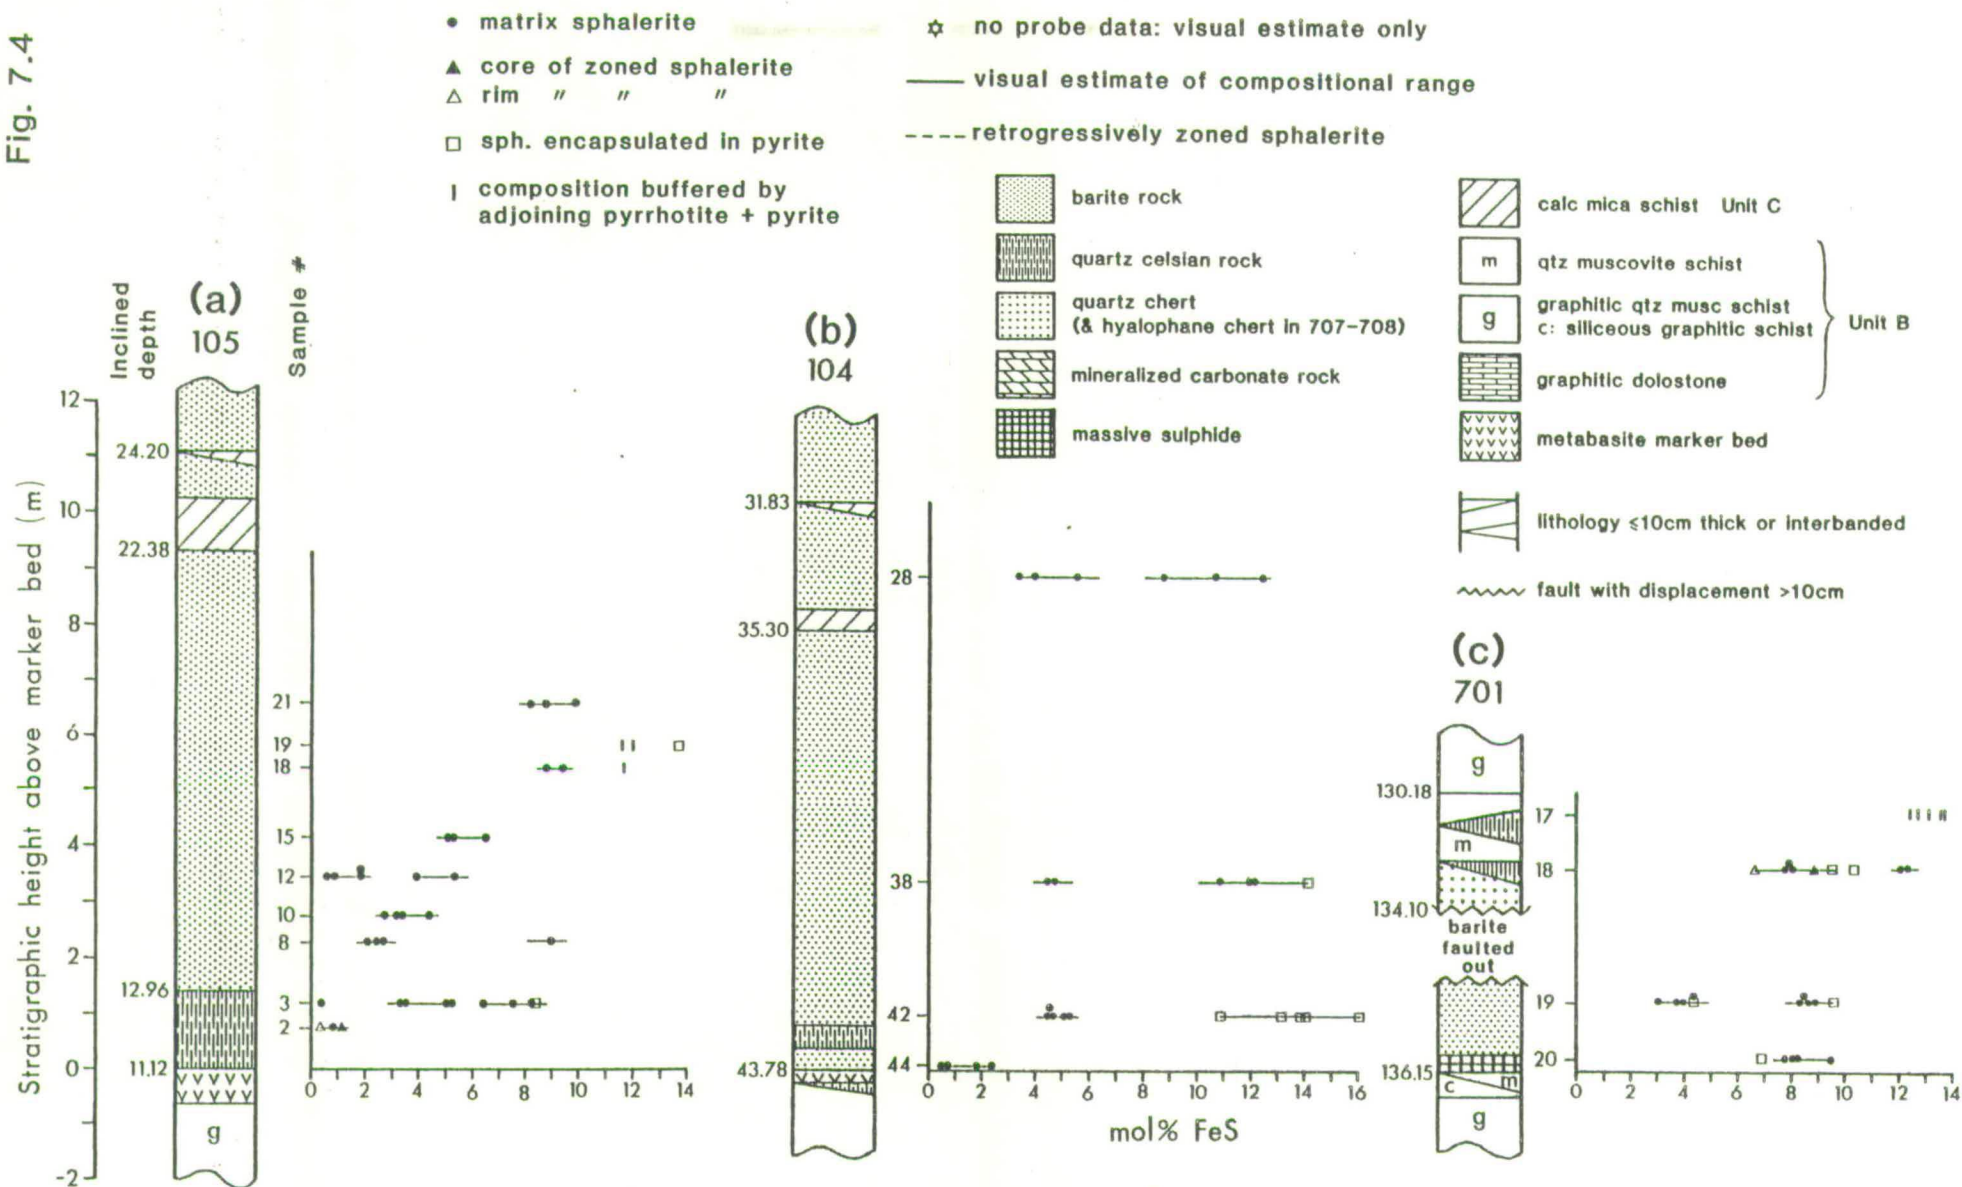 Fig. 7.4
matrix sphalerite
core of zoned sphalerite
rim " " "
sph. encapsulated in pyrite
composition buffered by
adjoining pyrrhotite + pyrite
no probe data: visual estimate only
visual estimate of compositional range
retrogressively zoned sphalerite
barite rock
quartz celsian rock
quartz chert
(& hyalophane chert in 707-708)
mineralized carbonate rock
massive sulphide
calc mica schist Unit C
m qtz muscovite schist
g graphitic qtz musc schist
c: siliceous graphitic schist
Unit B
graphitic dolostone
metabasite marker bed
lithology ≤10cm thick or interbanded
fault with displacement >10cm
Stratigraphic height above marker bed (m)
12
10
8
6
4
2
0
-2
Inclined
depth
(a)
105
24.20
22.38
12.96
11.12
g
Sample #
21
19
18
15
12
10
8
3
2
0 2 4 6 8 10 12 14
(b)
104
31.83
35.30
43.78
28
38
42
44
0 2 4 6 8 10 12 14 16
mol% FeS
(c)
701
g
130.18
m
134.10
barite
faulted
out
136.15
c m
g
17
18
19
20
0 2 4 6 8 10 12 14